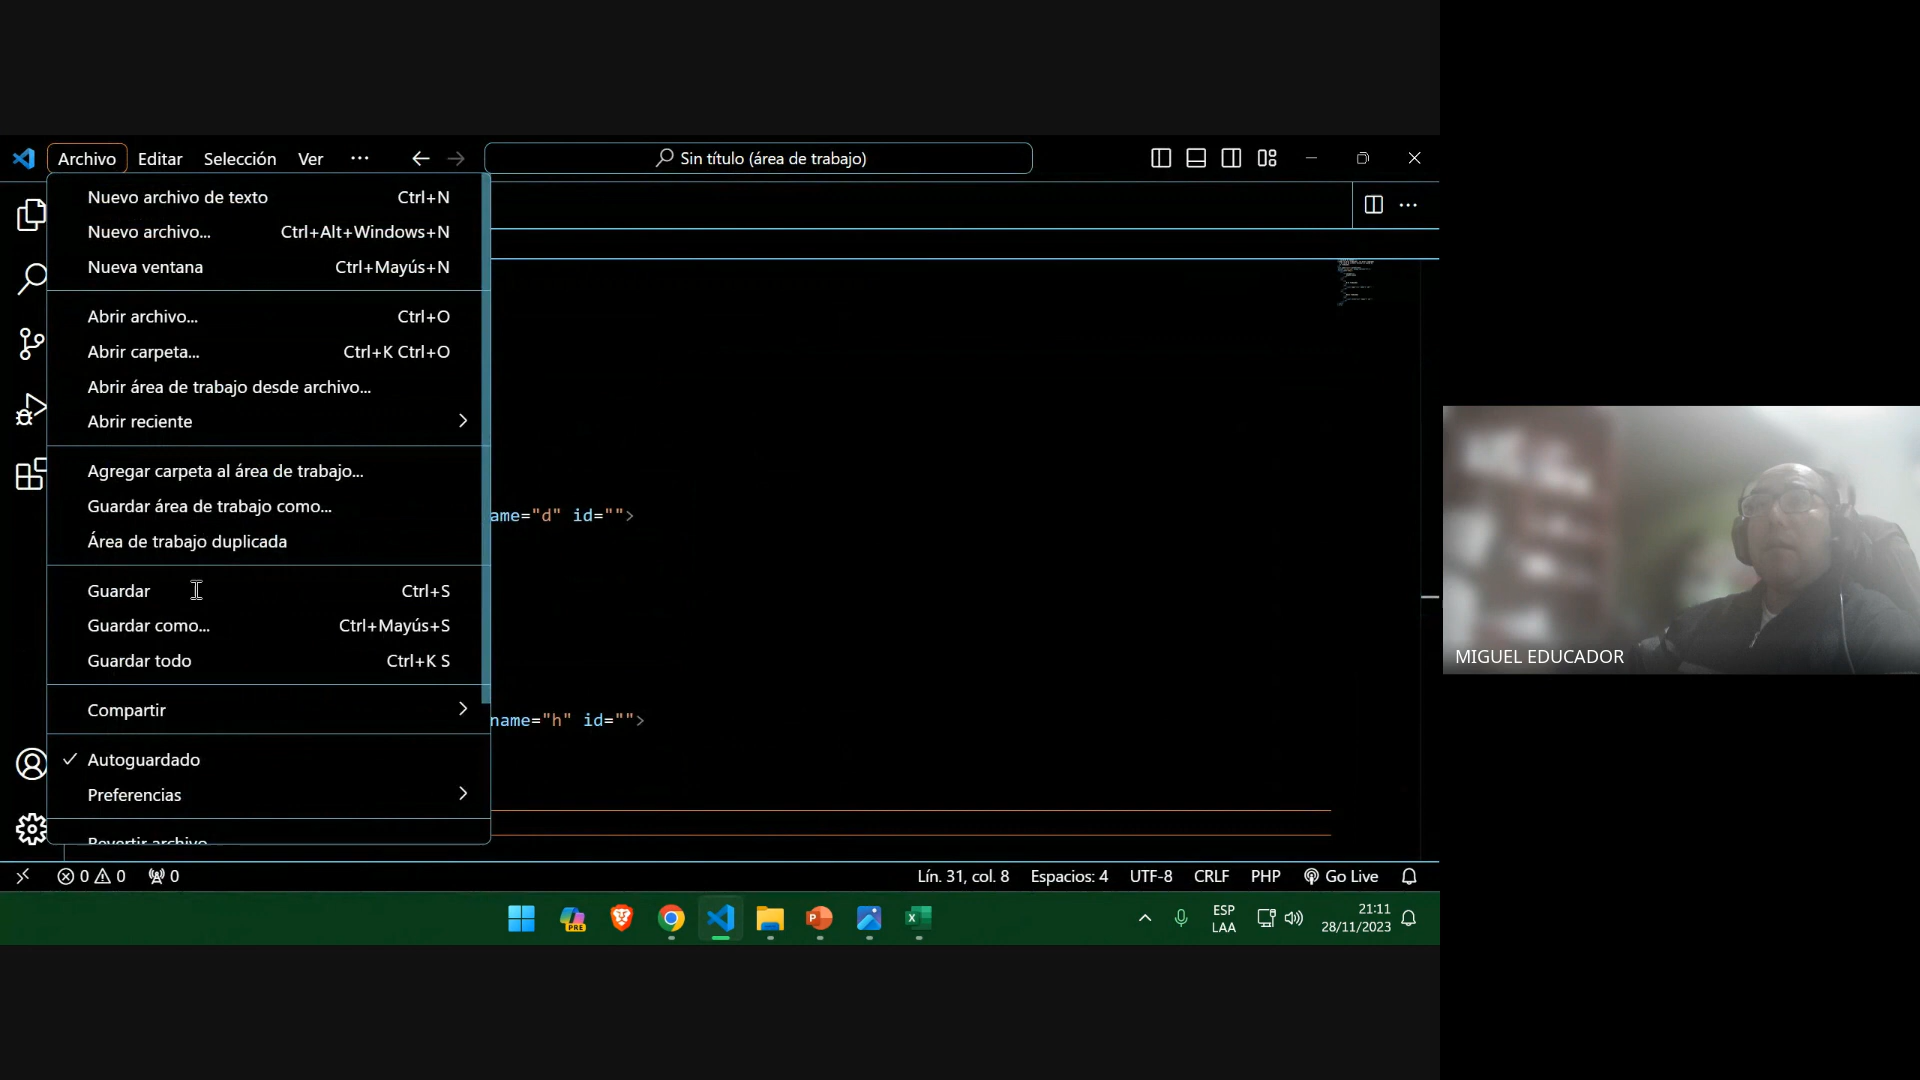 Archivo Editar Selección Ver ··· Sin título (área de trabajo)
Nuevo archivo de texto Ctrl+N
Nuevo archivo... Ctrl+Alt+Windows+N
Nueva ventana Ctrl+Mayús+N
Abrir archivo... Ctrl+O
Abrir carpeta... Ctrl+K Ctrl+O
Abrir área de trabajo desde archivo...
Abrir reciente
Agregar carpeta al área de trabajo...
Guardar área de trabajo como...
ame="d" id="">
Área de trabajo duplicada
Guardar Ctrl+S
Guardar como... Ctrl+Mayús+S
Guardar todo Ctrl+K S
MIGUEL EDUCADOR
Compartir
name="h" id="">
✓ Autoguardado
Preferencias
Revertir archivo
0 0 0 Lín. 31, col. 8 Espacios: 4 UTF-8 CRLF PHP Go Live
PRE
ESP
LAA
21:11
28/11/2023